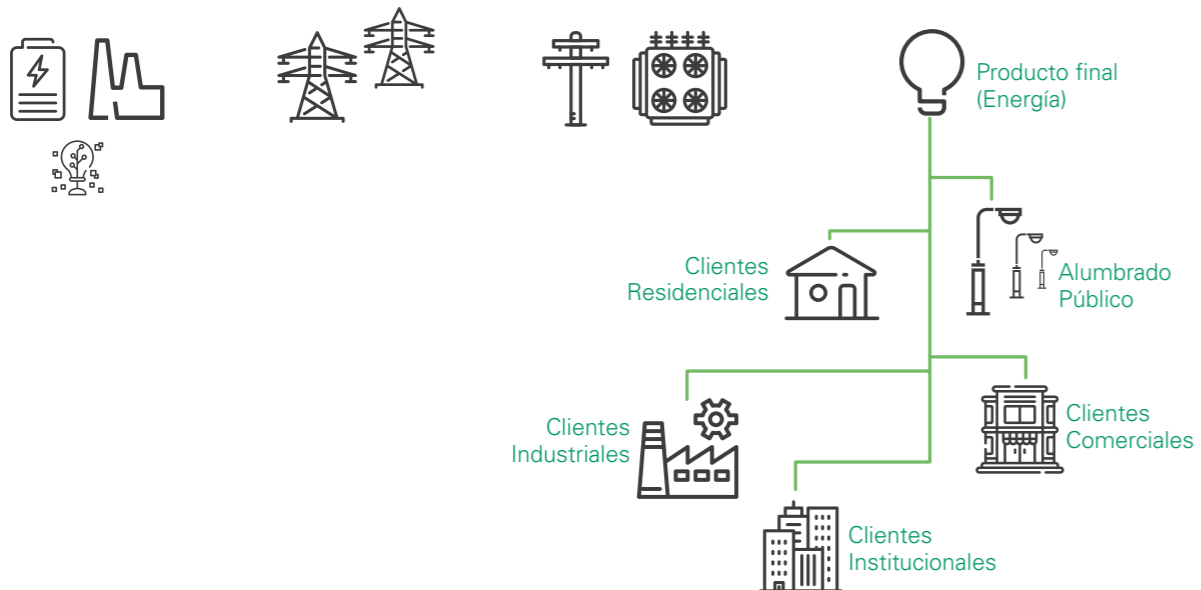 Producto final
(Energía)
Clientes
Residenciales
Alumbrado
Público
Clientes
Industriales
Clientes
Comerciales
Clientes
Institucionales